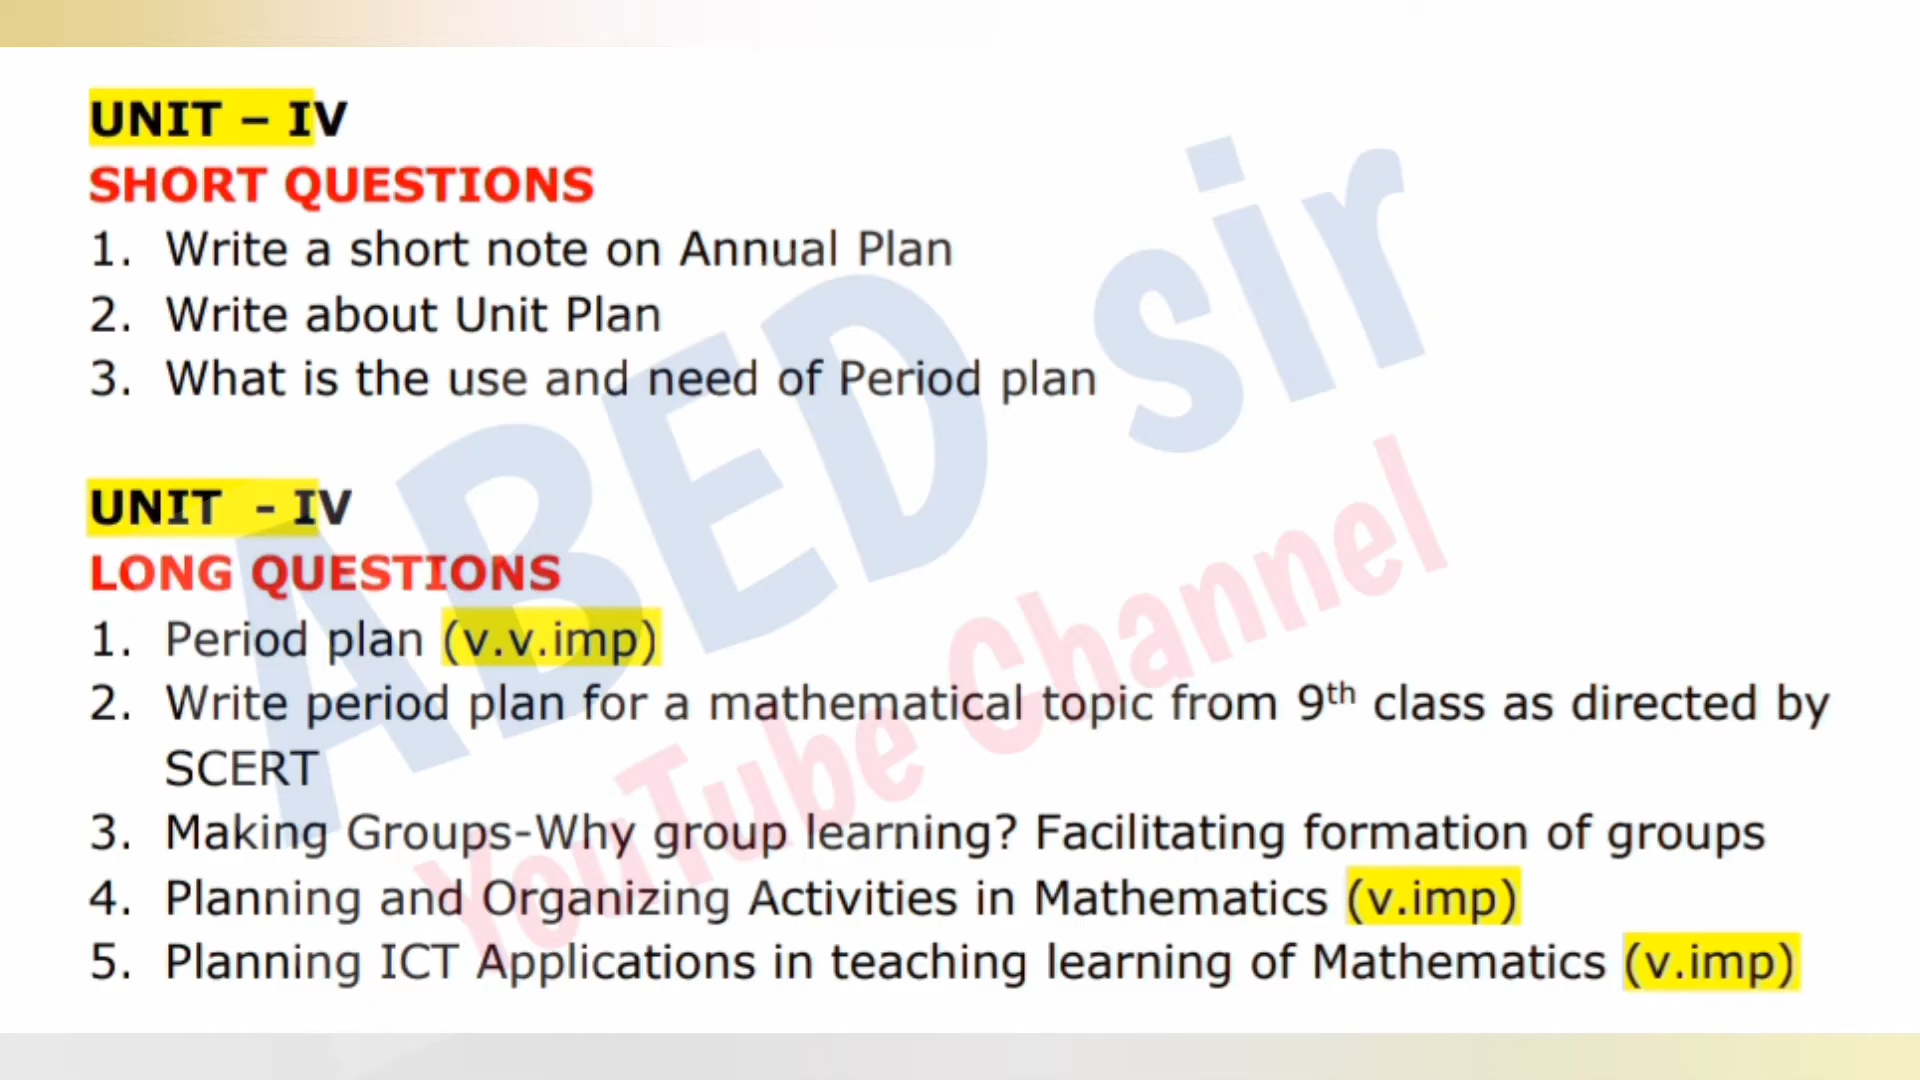 UNIT – IV
SHORT QUESTIONS
1. Write a short note on Annual Plan
2. Write about Unit Plan
3. What is the use and need of Period plan
UNIT - IV
LONG QUESTIONS
1. Period plan (v.v.imp)
2. Write period plan for a mathematical topic from 9th class as directed by
SCERT
3. Making Groups-Why group learning? Facilitating formation of groups
4. Planning and Organizing Activities in Mathematics (v.imp)
5. Planning ICT Applications in teaching learning of Mathematics (v.imp)
ABED sir
YouTube Channel